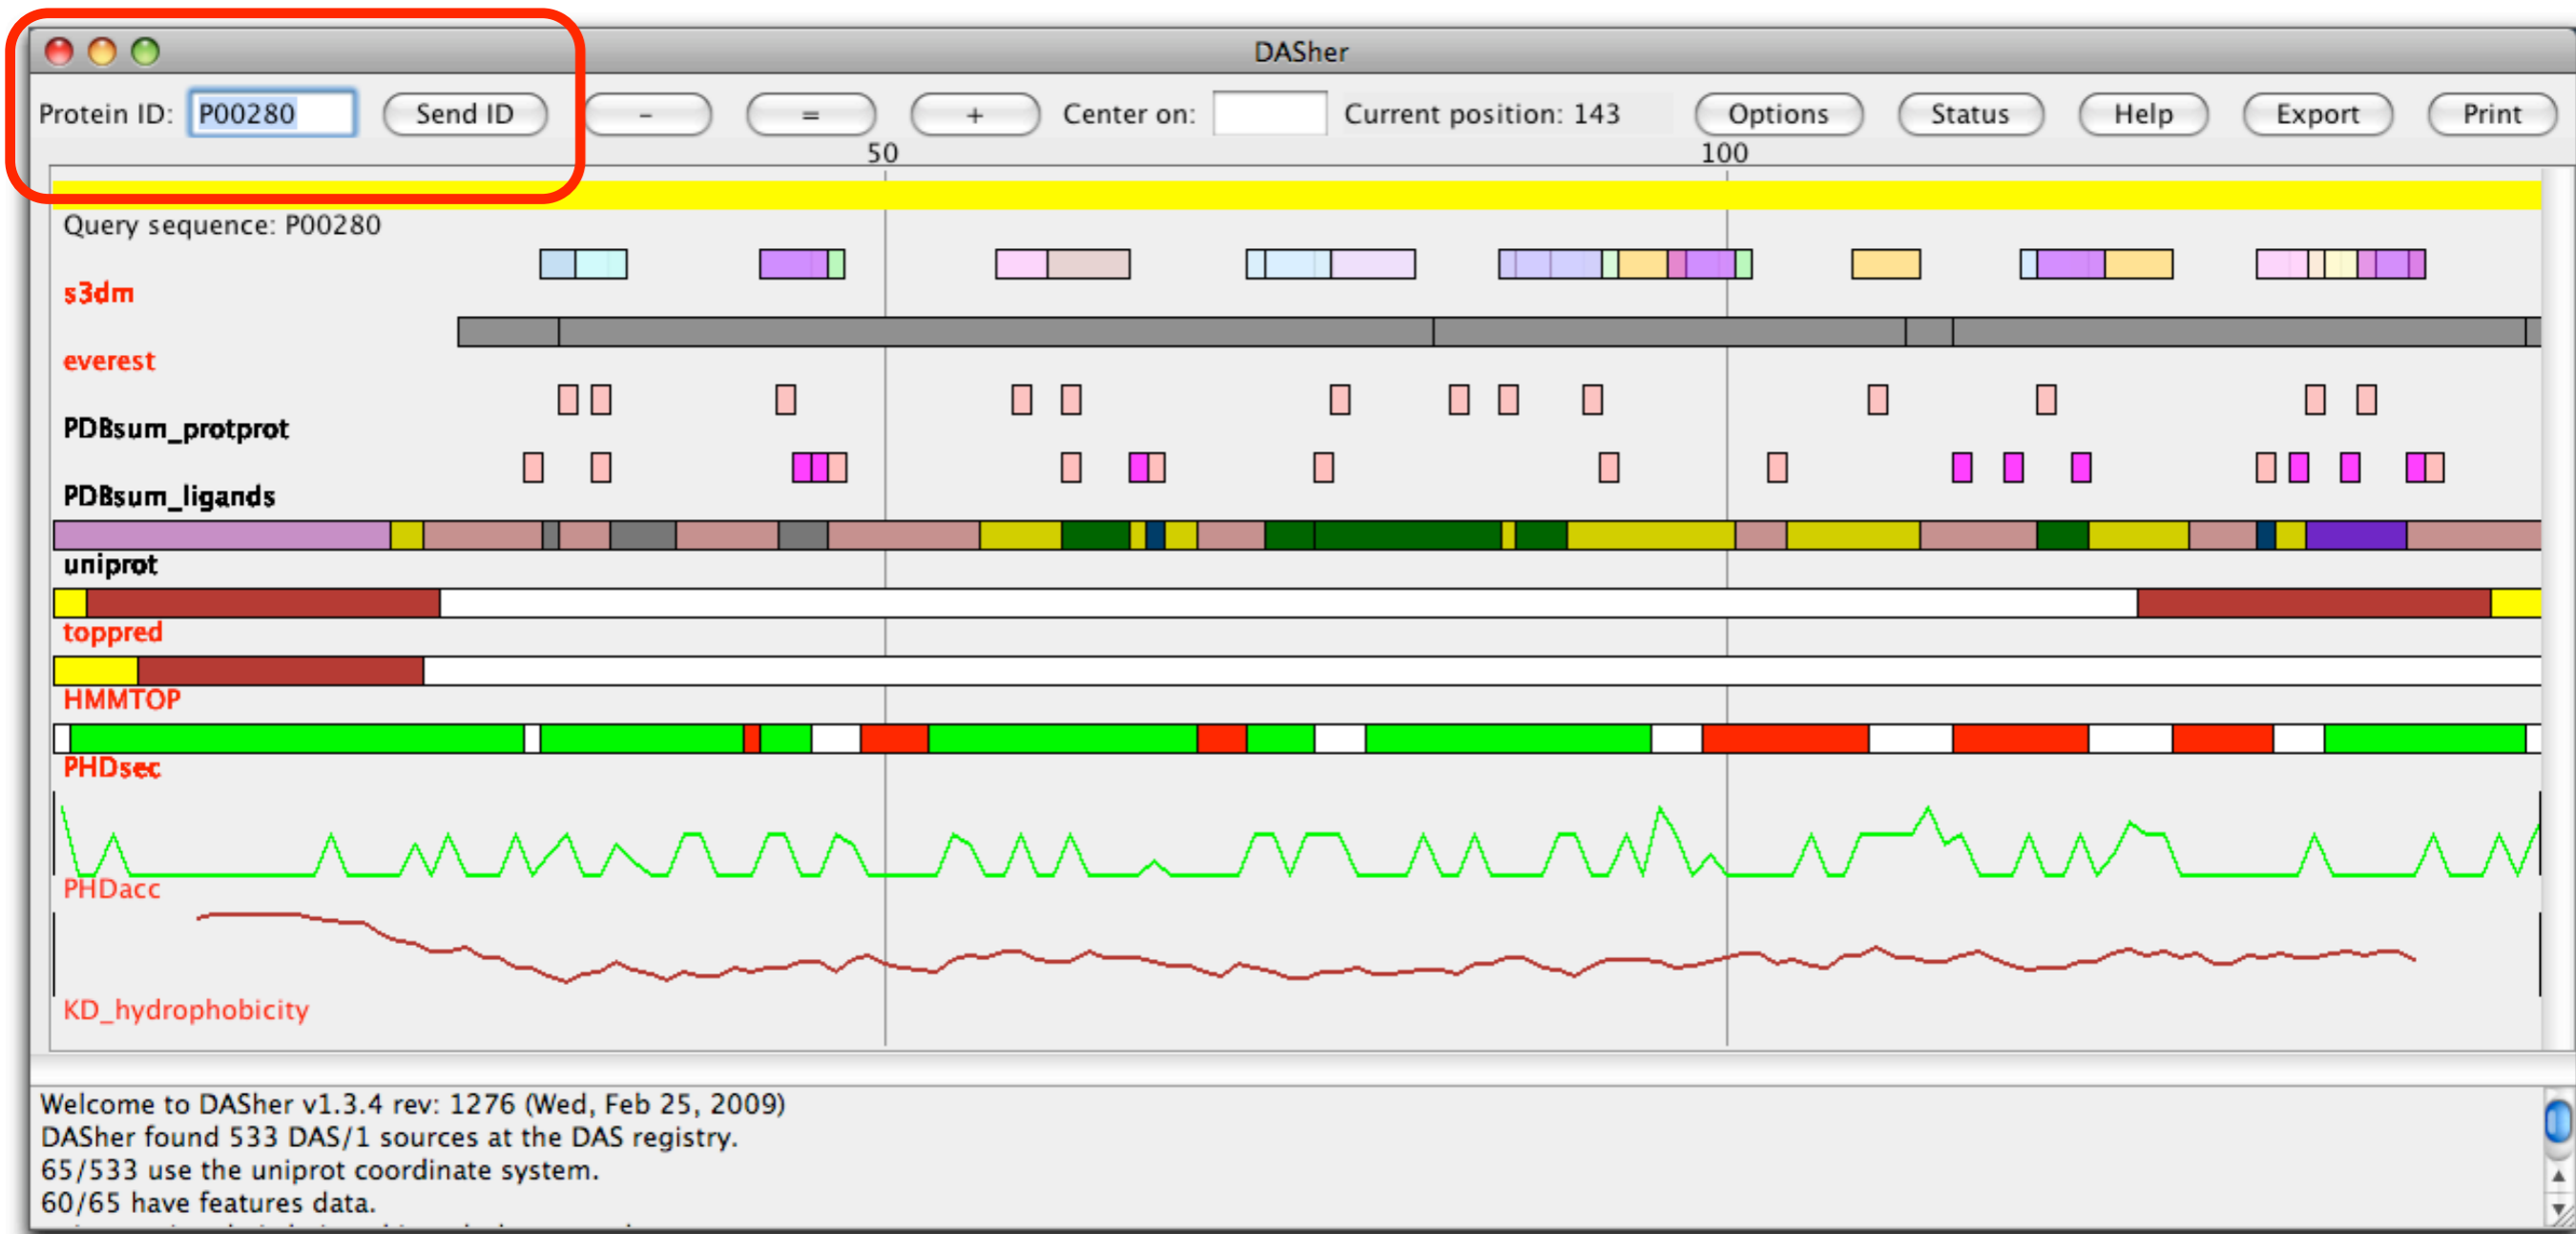 DASher
Protein ID: P00280 Send ID - = + Center on: Current position: 143 Options Status Help Export Print
50 100
Query sequence: P00280
s3dm
everest
PDBsum_protprot
PDBsum_ligands
uniprot
toppred
HMMTOP
PHDsec
PHDacc
KD_hydrophobicity
Welcome to DASher v1.3.4 rev: 1276 (Wed, Feb 25, 2009)
DASher found 533 DAS/1 sources at the DAS registry.
65/533 use the uniprot coordinate system.
60/65 have features data.